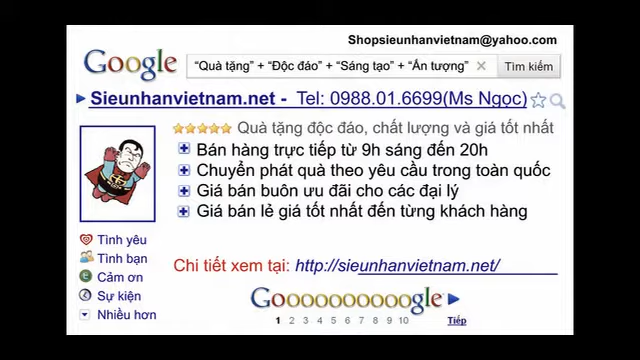 Shopsieunhanvietnam@yahoo.com
Google
“Quà tặng” + “Độc đáo” + “Sáng tạo” + “Ấn tượng” × Tìm kiếm
Sieunhanvietnam.net - Tel: 0988.01.6699(Ms Ngọc)
Quà tặng độc đáo, chất lượng và giá tốt nhất
Bán hàng trực tiếp từ 9h sáng đến 20h
Chuyển phát quà theo yêu cầu trong toàn quốc
Giá bán buôn ưu đãi cho các đại lý
Giá bán lẻ giá tốt nhất đến từng khách hàng
Tình yêu
Tình bạn
Cảm ơn
Sự kiện
Nhiều hơn
Chi tiết xem tại: http://sieunhanvietnam.net/
Goooooooooogle
1 2 3 4 5 6 7 8 9 10 Tiếp